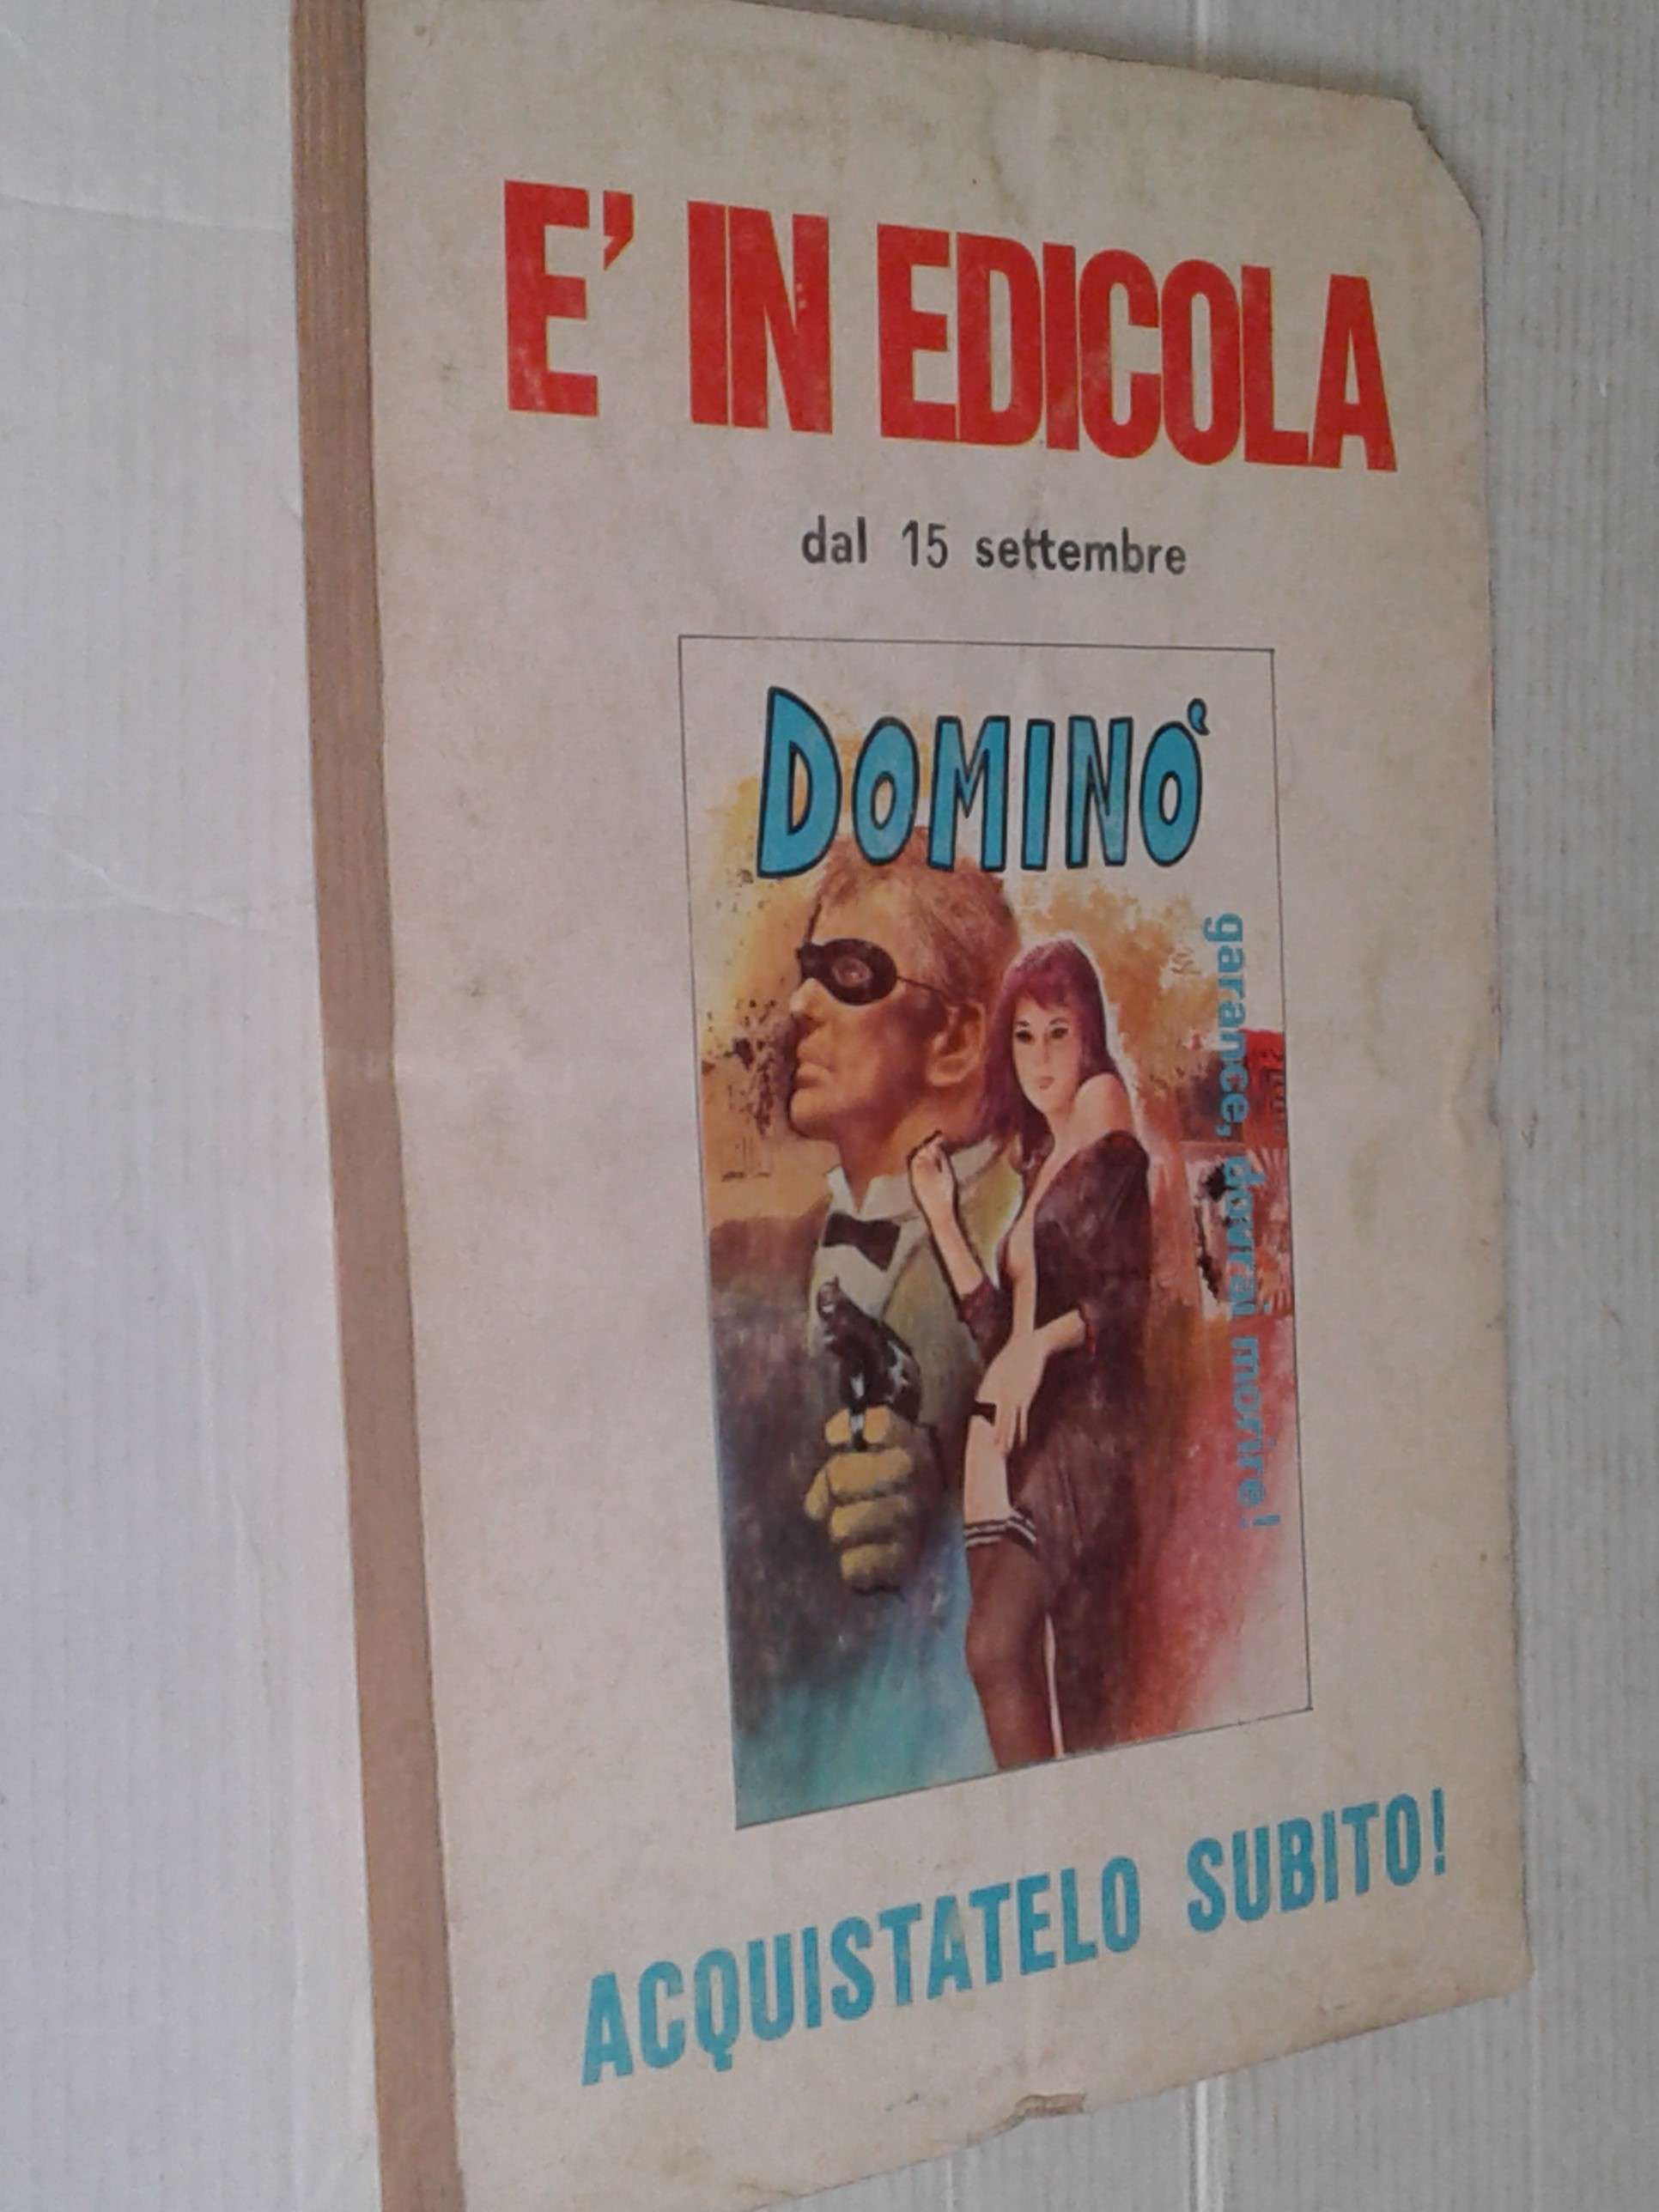 E' IN EDICOLA
dal 15 settembre
DOMINO'
garance, dovrai morire!
ACQUISTATELO SUBITO!